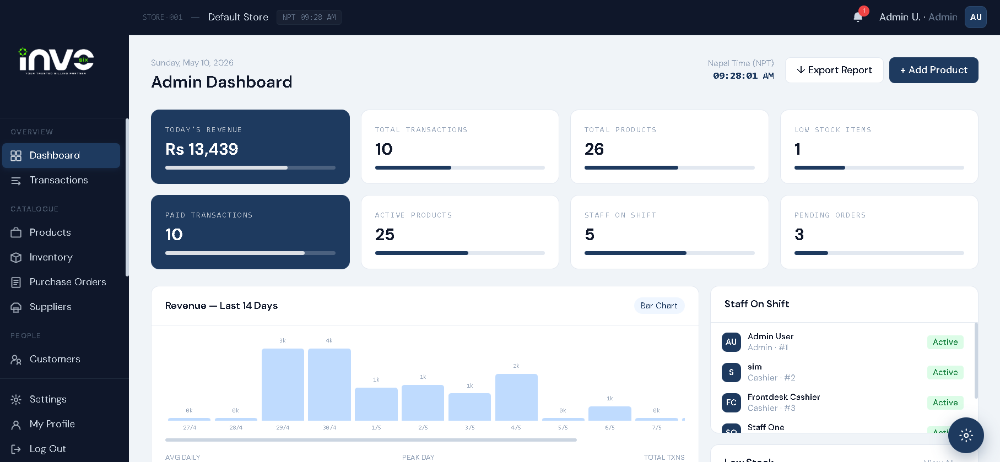 STORE-001 — Default Store NPT 09:28 AM
1
Admin U. · Admin AU
invo six
YOUR TRUSTED BILLING PARTNER
OVERVIEW
Dashboard
Transactions
CATALOGUE
Products
Inventory
Purchase Orders
Suppliers
PEOPLE
Customers
Settings
My Profile
Log Out
Sunday, May 10, 2026
Admin Dashboard
Nepal Time (NPT)
09:28:01 AM
↓ Export Report
+ Add Product
TODAY'S REVENUE
Rs 13,439
TOTAL TRANSACTIONS
10
TOTAL PRODUCTS
26
LOW STOCK ITEMS
1
PAID TRANSACTIONS
10
ACTIVE PRODUCTS
25
STAFF ON SHIFT
5
PENDING ORDERS
3
Revenue — Last 14 Days
Bar Chart
0k 0k 3k 4k 1k 1k 1k 2k 0k 1k 0k
27/4 28/4 29/4 30/4 1/5 2/5 3/5 4/5 5/5 6/5 7/5
AVG DAILY PEAK DAY TOTAL TXNS
Staff On Shift
AU Admin User Active
Admin · #1
S sim Active
Cashier · #2
FC Frontdesk Cashier Active
Cashier · #3
SO Staff One Active
Low Stock View All